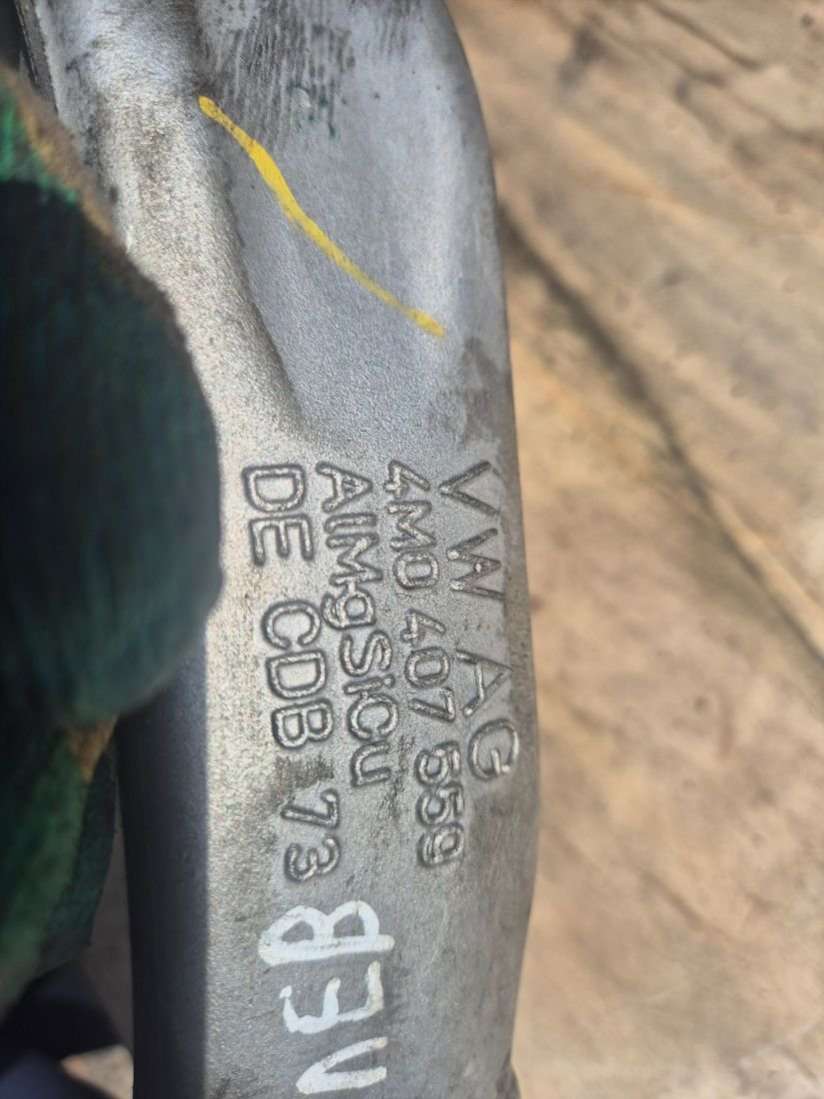 VW AG
4M0 407 559
AlMgSiCu
DE CDB 73